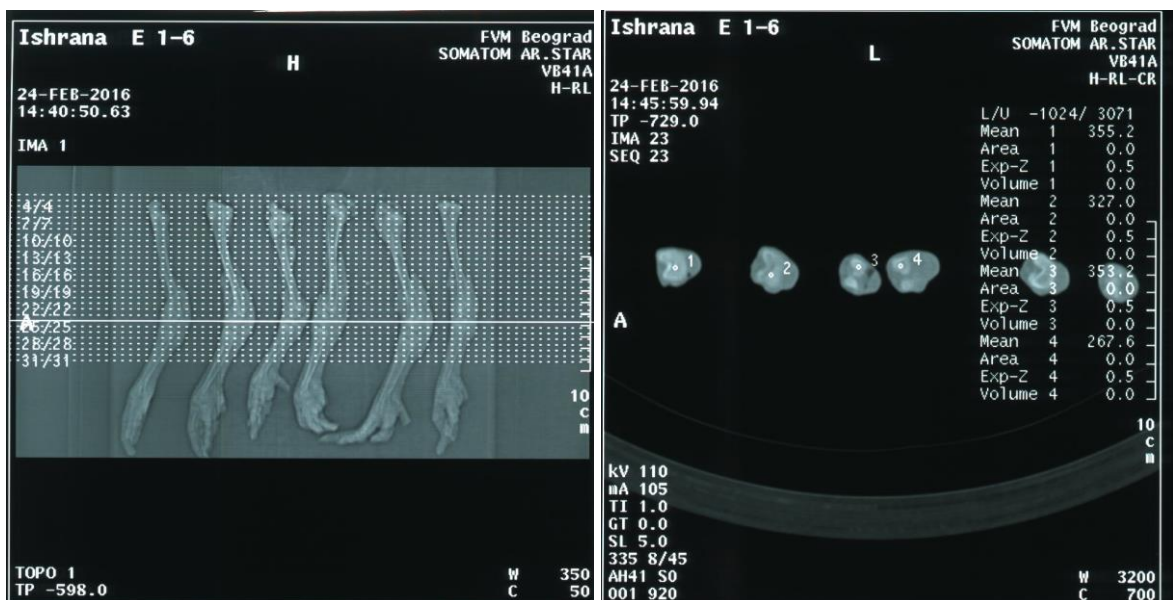 Ishrana E 1-6
FVM Beograd
SOMATOM AR.STAR
VB41A
H-RL
H
24-FEB-2016
14:40:50.63
IMA 1
4/4
7/7
10/10
13/13
16/16
19/19
22/22
25/25
28/28
31/31
A
10
c
m
TOPO 1
TP -598.0
W 350
C 50
Ishrana E 1-6
FVM Beograd
SOMATOM AR.STAR
VB41A
H-RL-CR
L
24-FEB-2016
14:45:59.94
TP -729.0
IMA 23
SEQ 23
L/U -1024/ 3071
Mean 1 355.2
Area 1 0.0
Exp-Z 1 0.5
Volume 1 0.0
Mean 2 327.0
Area 2 0.0
Exp-Z 2 0.5
Volume 2 0.0
Mean 3 353.2
Area 3 0.0
Exp-Z 3 0.5
Volume 3 0.0
Mean 4 267.6
Area 4 0.0
Exp-Z 4 0.5
Volume 4 0.0
1
2
3
4
A
10
c
m
kV 110
mA 105
TI 1.0
GT 0.0
SL 5.0
335 8/45
AH41 S0
001 920
W 3200
C 700